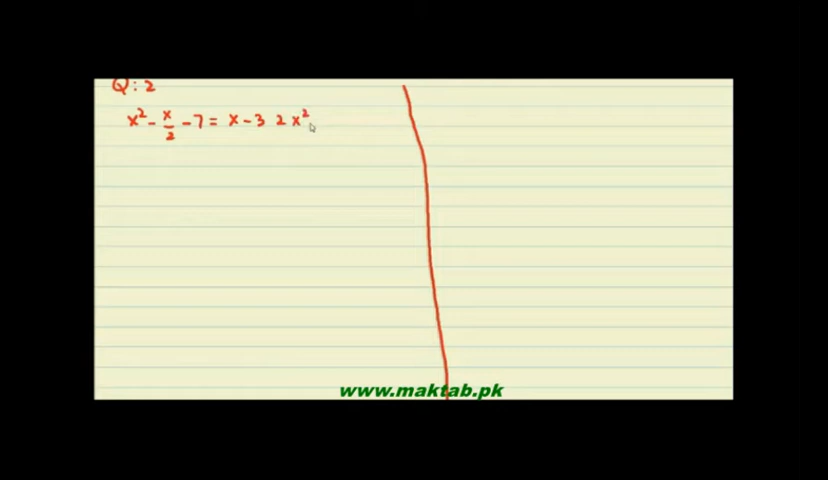 Q: 2
x² - x/2 - 7 = x - 3 2x²
www.maktab.pk